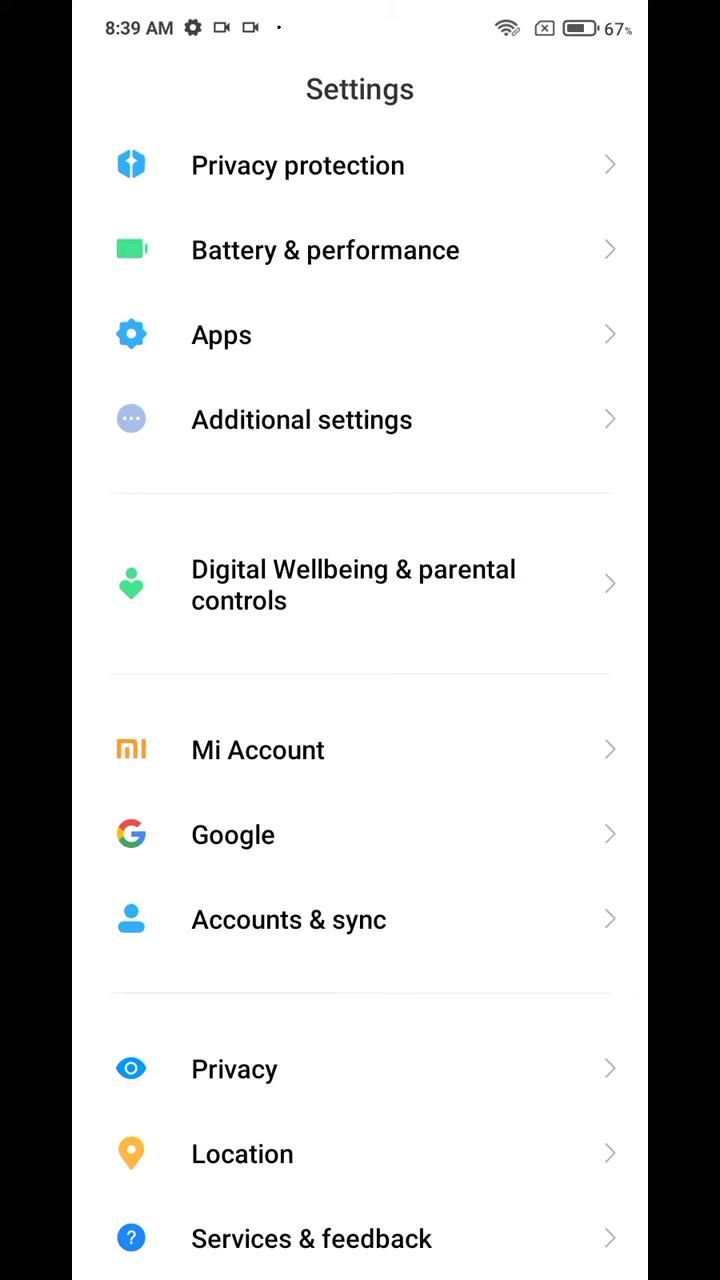 8:39 AM 67%
Settings
Privacy protection
Battery & performance
Apps
Additional settings
Digital Wellbeing & parental
controls
Mi Account
Google
Accounts & sync
Privacy
Location
Services & feedback